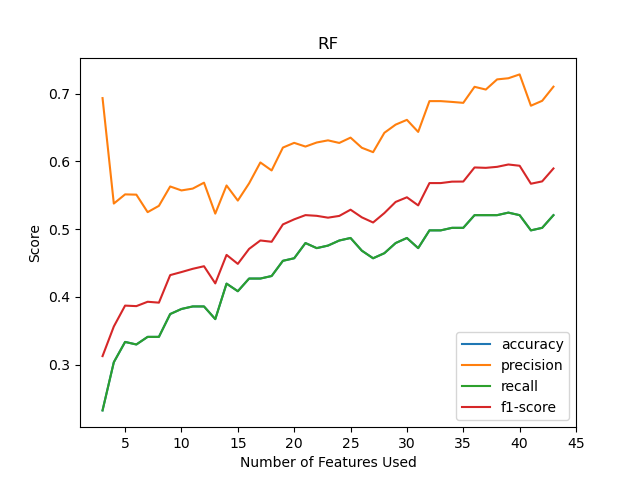 RF
Score
0.7
0.6
0.5
0.4
0.3
accuracy
precision
recall
f1-score
5 10 15 20 25 30 35 40 45
Number of Features Used